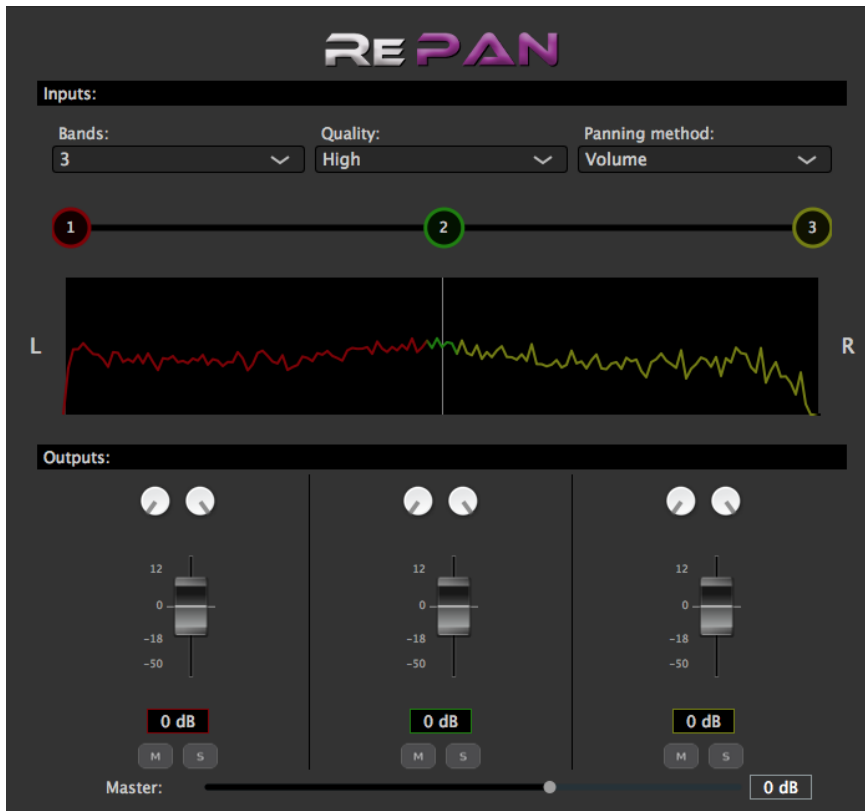 RePAN
Inputs:
Bands: Quality: Panning method:
3 High Volume
1 2 3
L R
Outputs:
12 12 12
0 0 0
-18 -18 -18
-50 -50 -50
0 dB 0 dB 0 dB
M S M S M S
Master: 0 dB